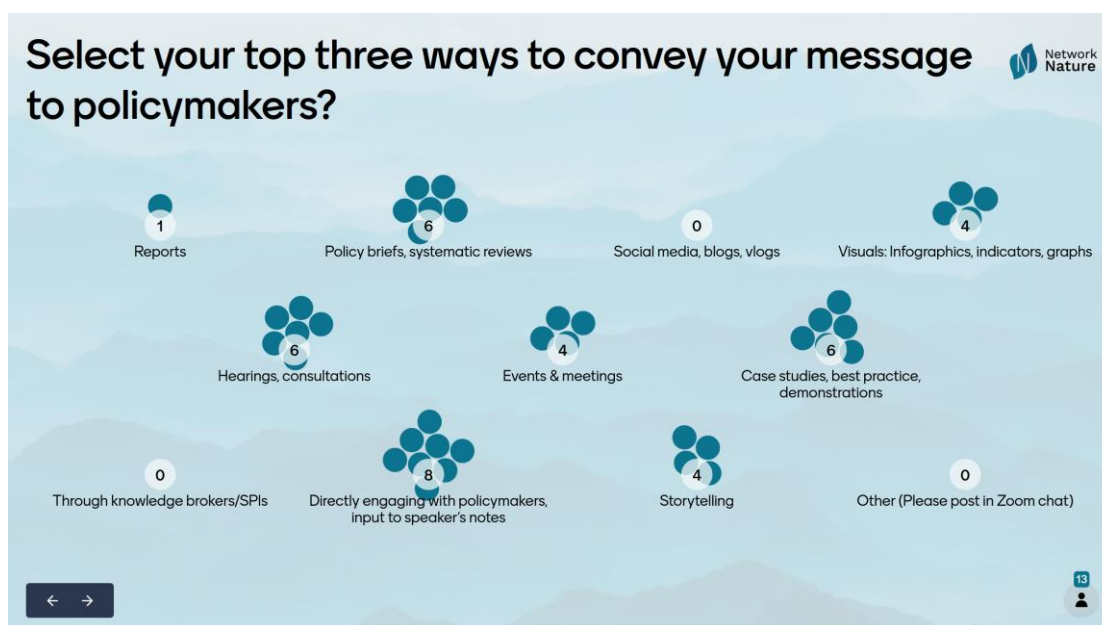 Select your top three ways to convey your message
to policymakers?
Network
Nature
1
Reports
6
Policy briefs, systematic reviews
0
Social media, blogs, vlogs
4
Visuals: Infographics, indicators, graphs
6
Hearings, consultations
4
Events & meetings
6
Case studies, best practice,
demonstrations
0
Through knowledge brokers/SPIs
8
Directly engaging with policymakers,
input to speaker's notes
4
Storytelling
0
Other (Please post in Zoom chat)
13